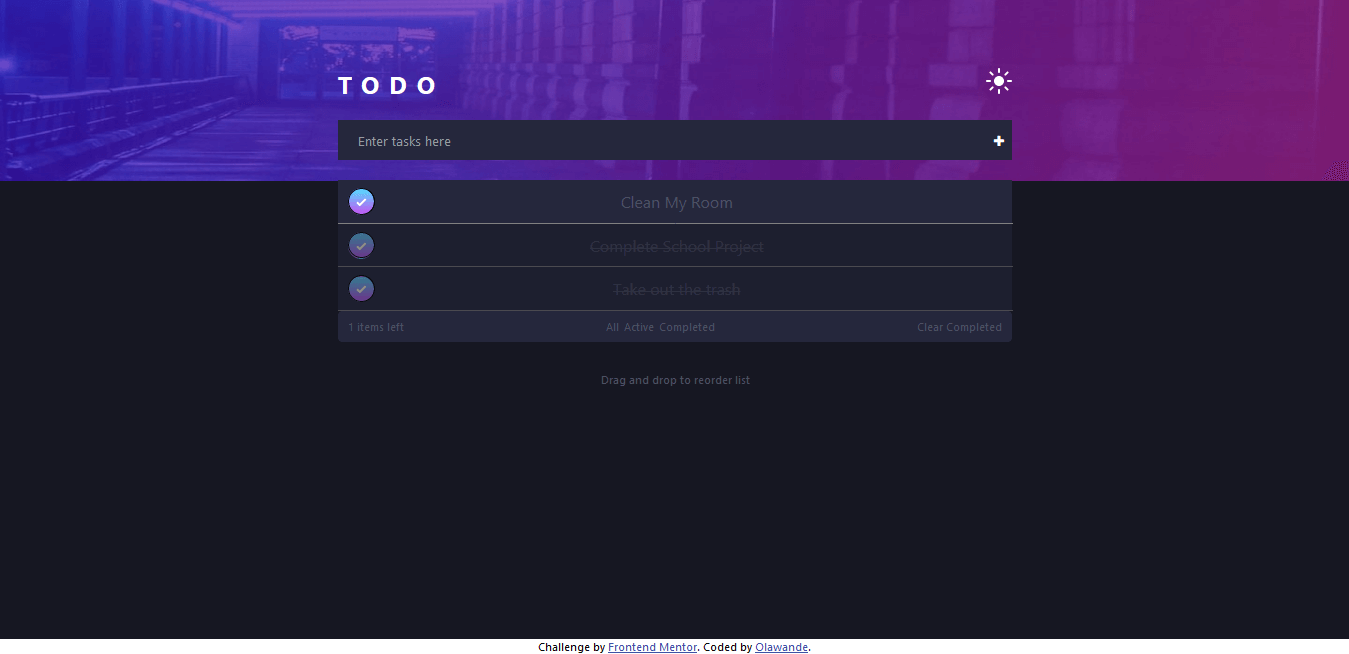 TODO
Enter tasks here
Clean My Room
Complete School Project
Take out the trash
1 items left All Active Completed Clear Completed
Drag and drop to reorder list
Challenge by Frontend Mentor. Coded by Olawande.